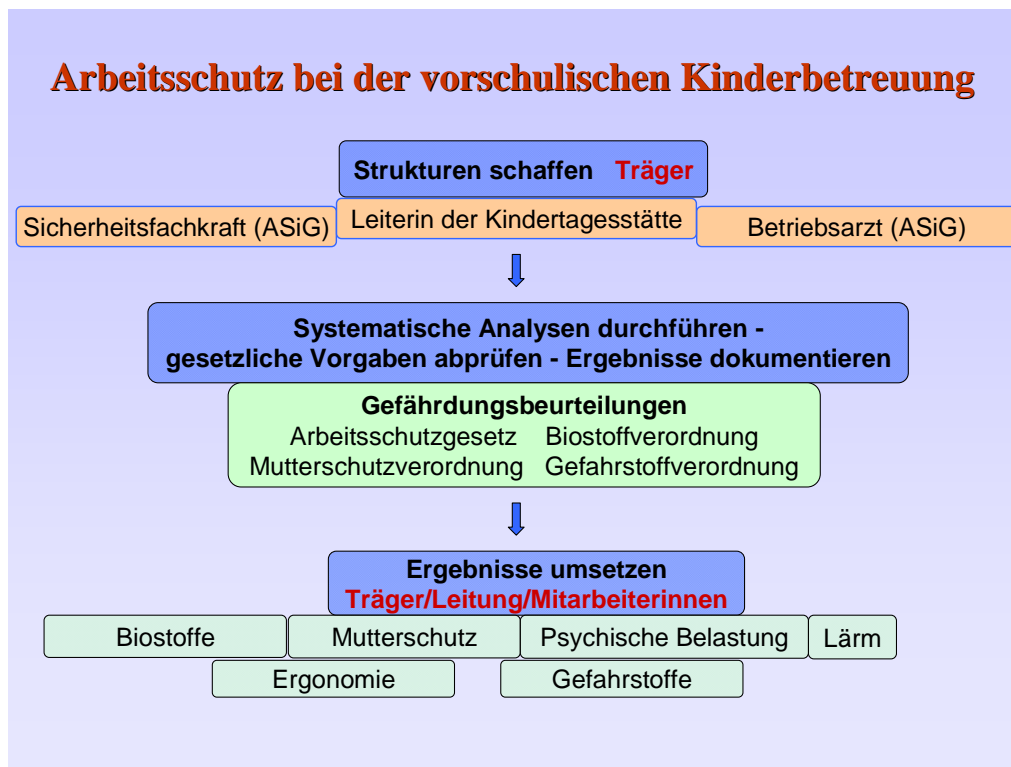 Arbeitsschutz bei der vorschulischen Kinderbetreuung
Strukturen schaffen Träger
Sicherheitsfachkraft (ASiG)
Leiterin der Kindertagesstätte
Betriebsarzt (ASiG)
Systematische Analysen durchführen -
gesetzliche Vorgaben abprüfen - Ergebnisse dokumentieren
Gefährdungsbeurteilungen
Arbeitsschutzgesetz Biostoffverordnung
Mutterschutzverordnung Gefahrstoffverordnung
Ergebnisse umsetzen
Träger/Leitung/Mitarbeiterinnen
Biostoffe
Mutterschutz
Psychische Belastung
Lärm
Ergonomie
Gefahrstoffe